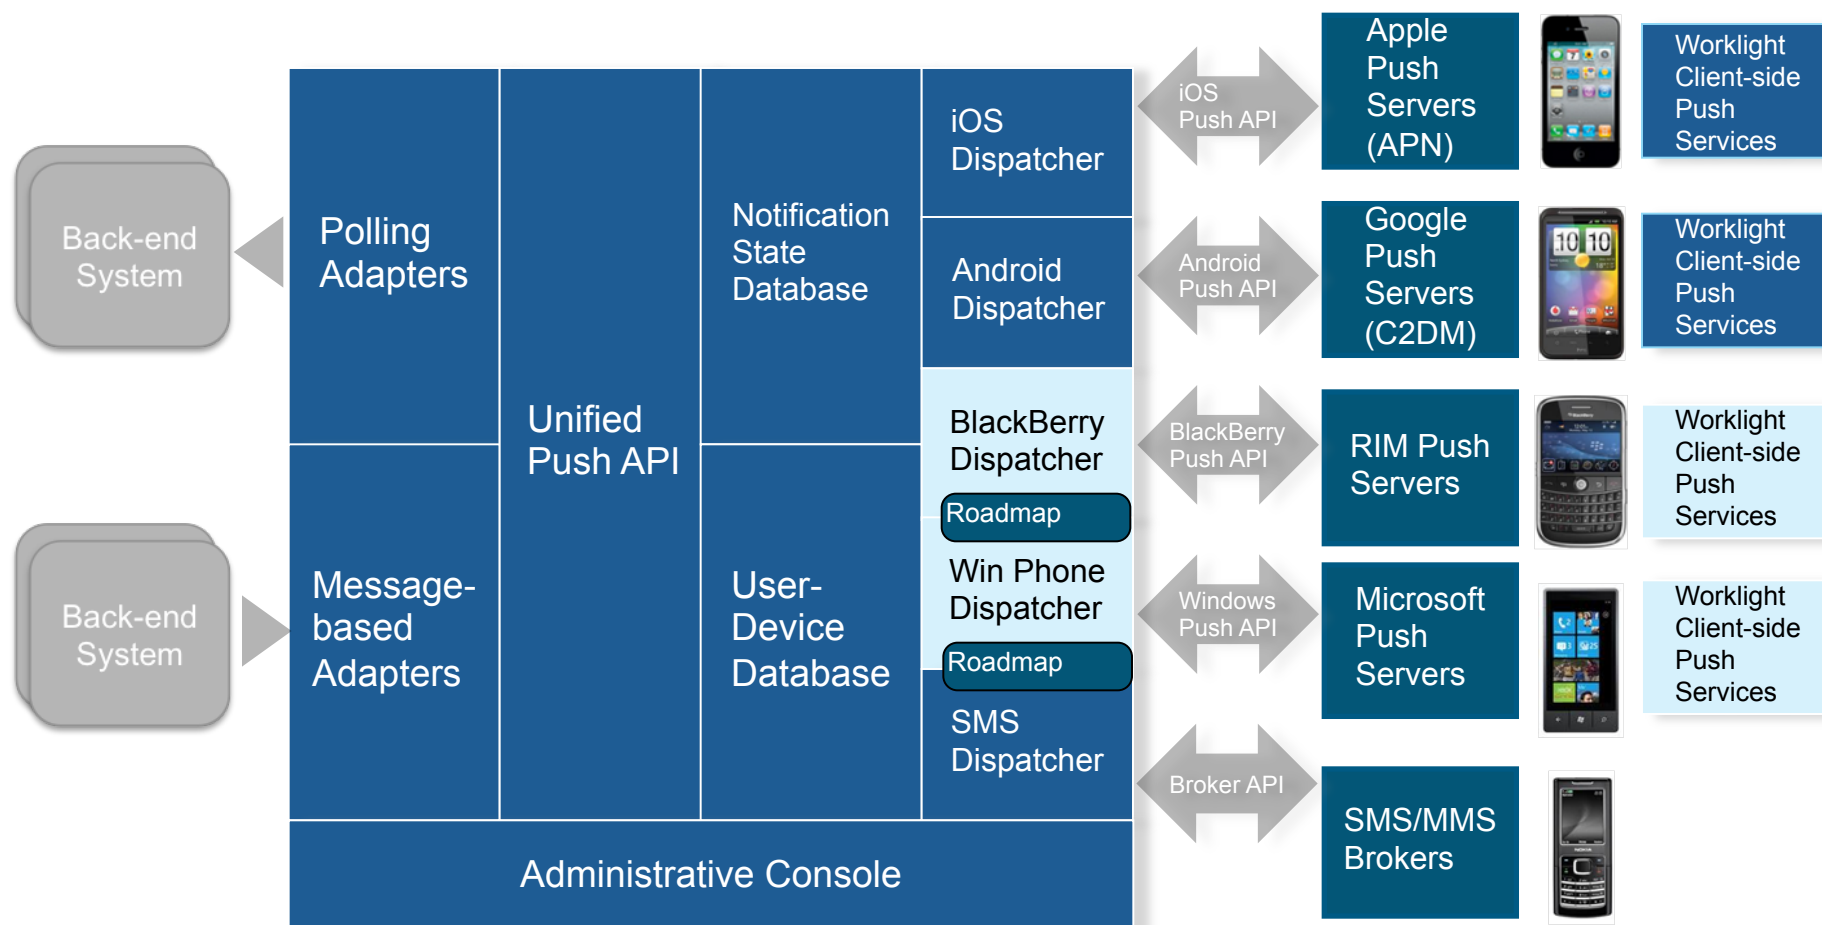 Back-end
System
Back-end
System
Polling
Adapters
Message-
based
Adapters
Unified
Push API
Notification
State
Database
User-
Device
Database
iOS
Dispatcher
Android
Dispatcher
BlackBerry
Dispatcher
Roadmap
Win Phone
Dispatcher
Roadmap
SMS
Dispatcher
Administrative Console
iOS
Push API
Android
Push API
BlackBerry
Push API
Windows
Push API
Broker API
Apple
Push
Servers
(APN)
Google
Push
Servers
(C2DM)
RIM Push
Servers
Microsoft
Push
Servers
SMS/MMS
Brokers
10 10
Worklight
Client-side
Push
Services
Worklight
Client-side
Push
Services
Worklight
Client-side
Push
Services
Worklight
Client-side
Push
Services